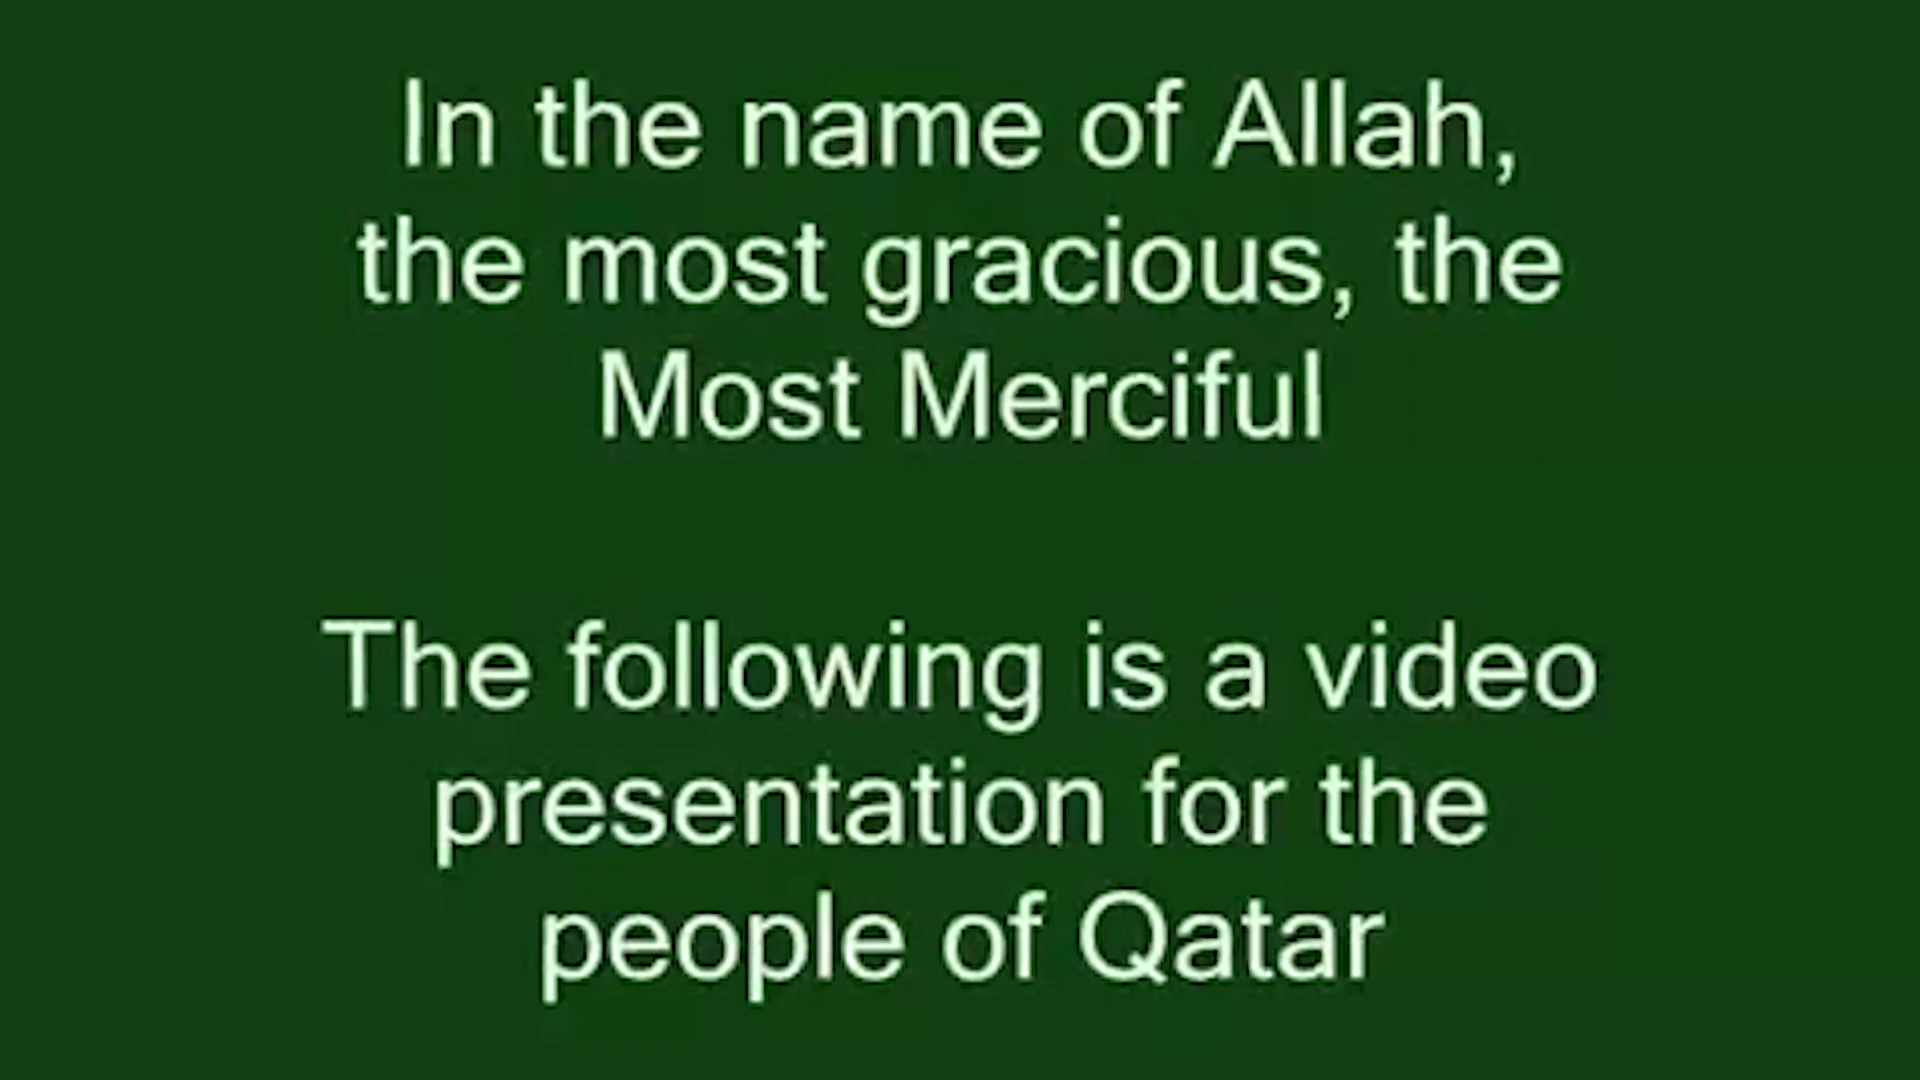 In the name of Allah,
the most gracious, the
Most Merciful
The following is a video
presentation for the
people of Qatar